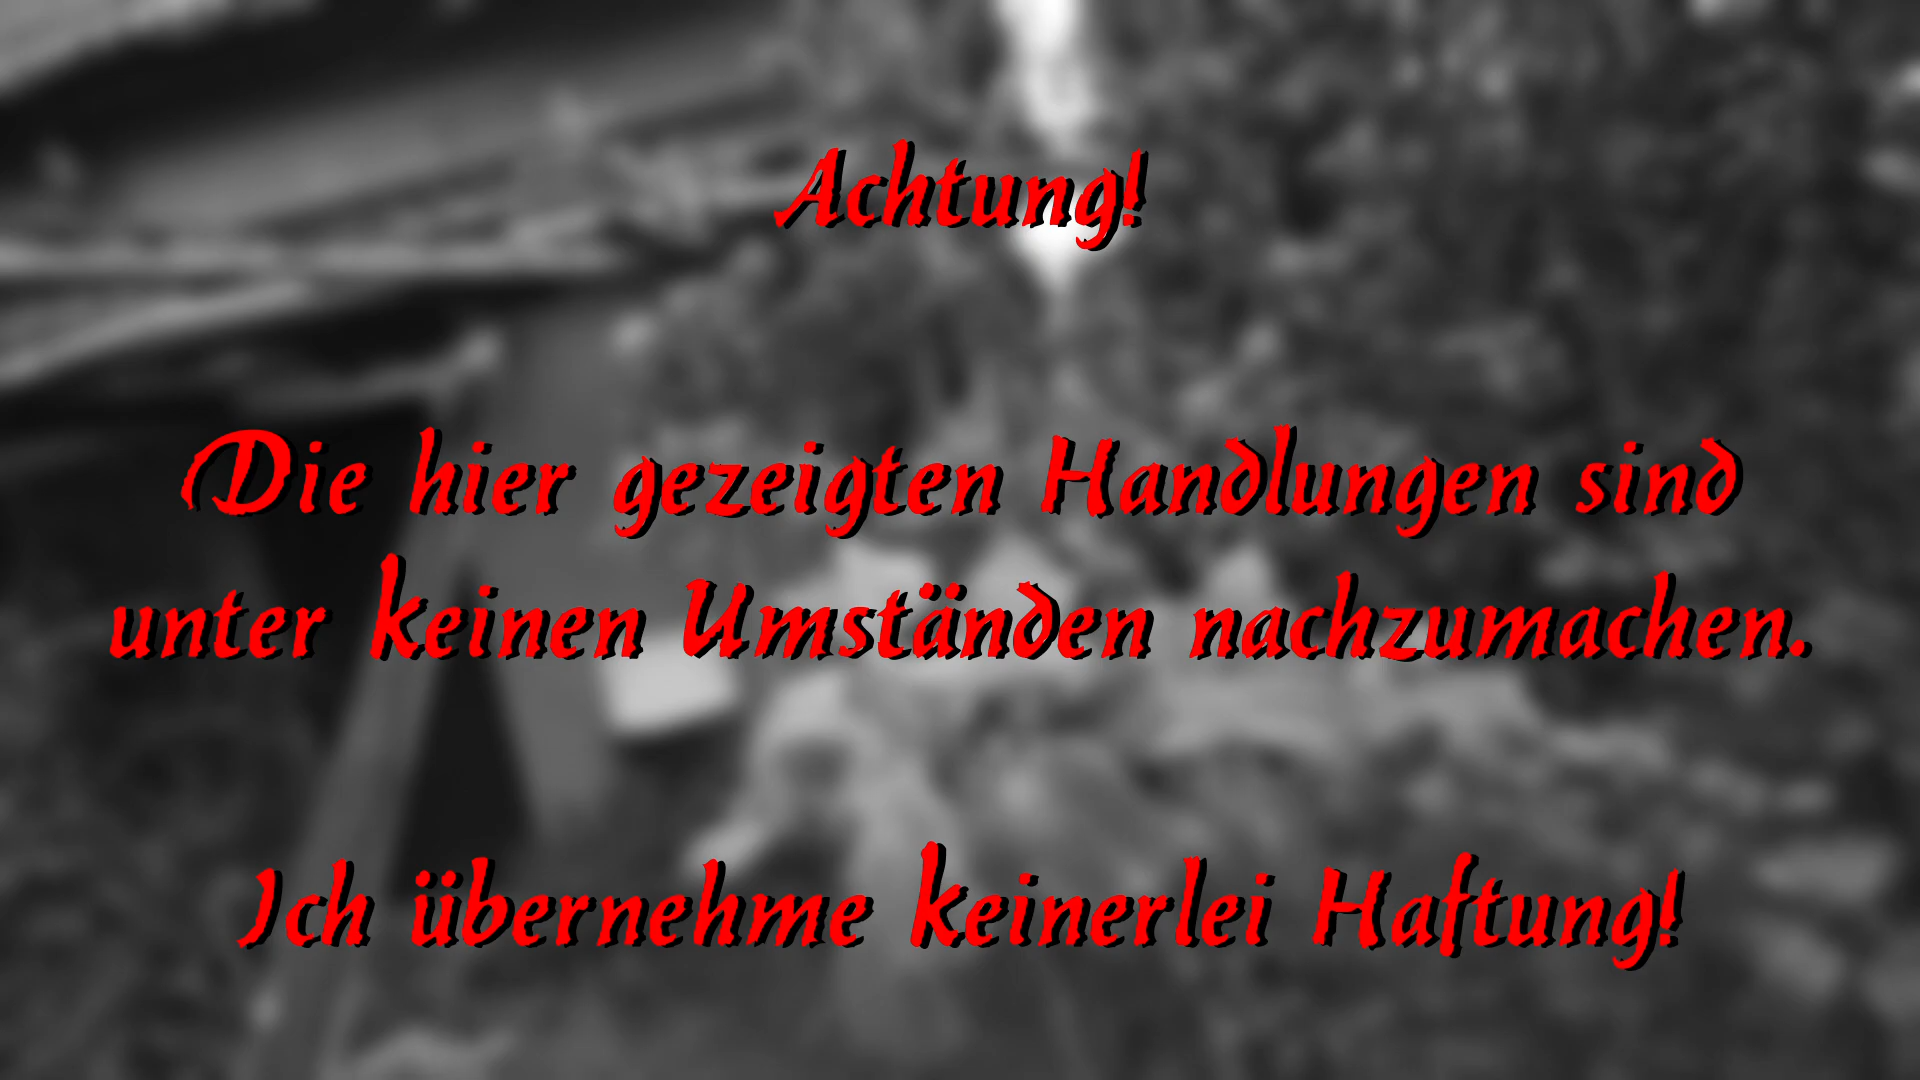 Achtung!
Die hier gezeigten Handlungen sind
unter keinen Umständen nachzumachen.
Ich übernehme keinerlei Haftung!